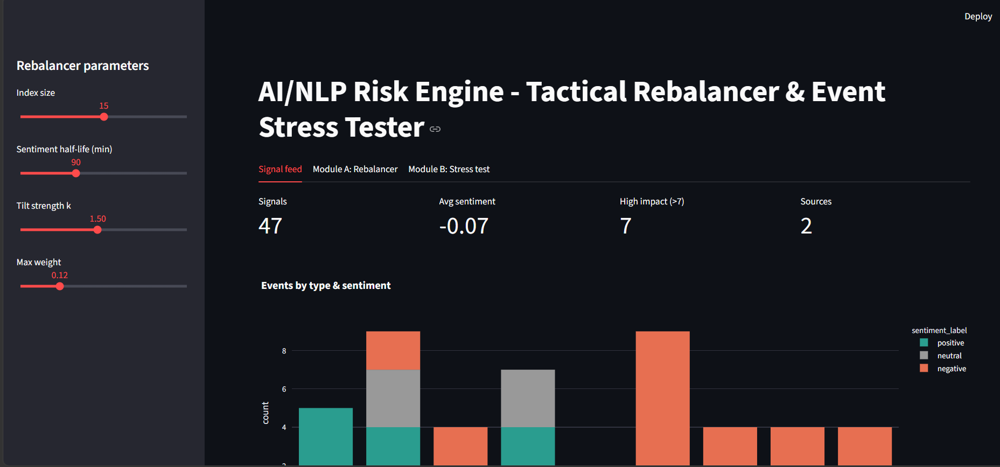 Deploy
Rebalancer parameters
Index size
15
Sentiment half-life (min)
90
Tilt strength k
1.50
Max weight
0.12
AI/NLP Risk Engine - Tactical Rebalancer & Event
Stress Tester
Signal feed Module A: Rebalancer Module B: Stress test
Signals Avg sentiment High impact (>7) Sources
47 -0.07 7 2
Events by type & sentiment
sentiment_label
positive
neutral
negative
8
6
4
count